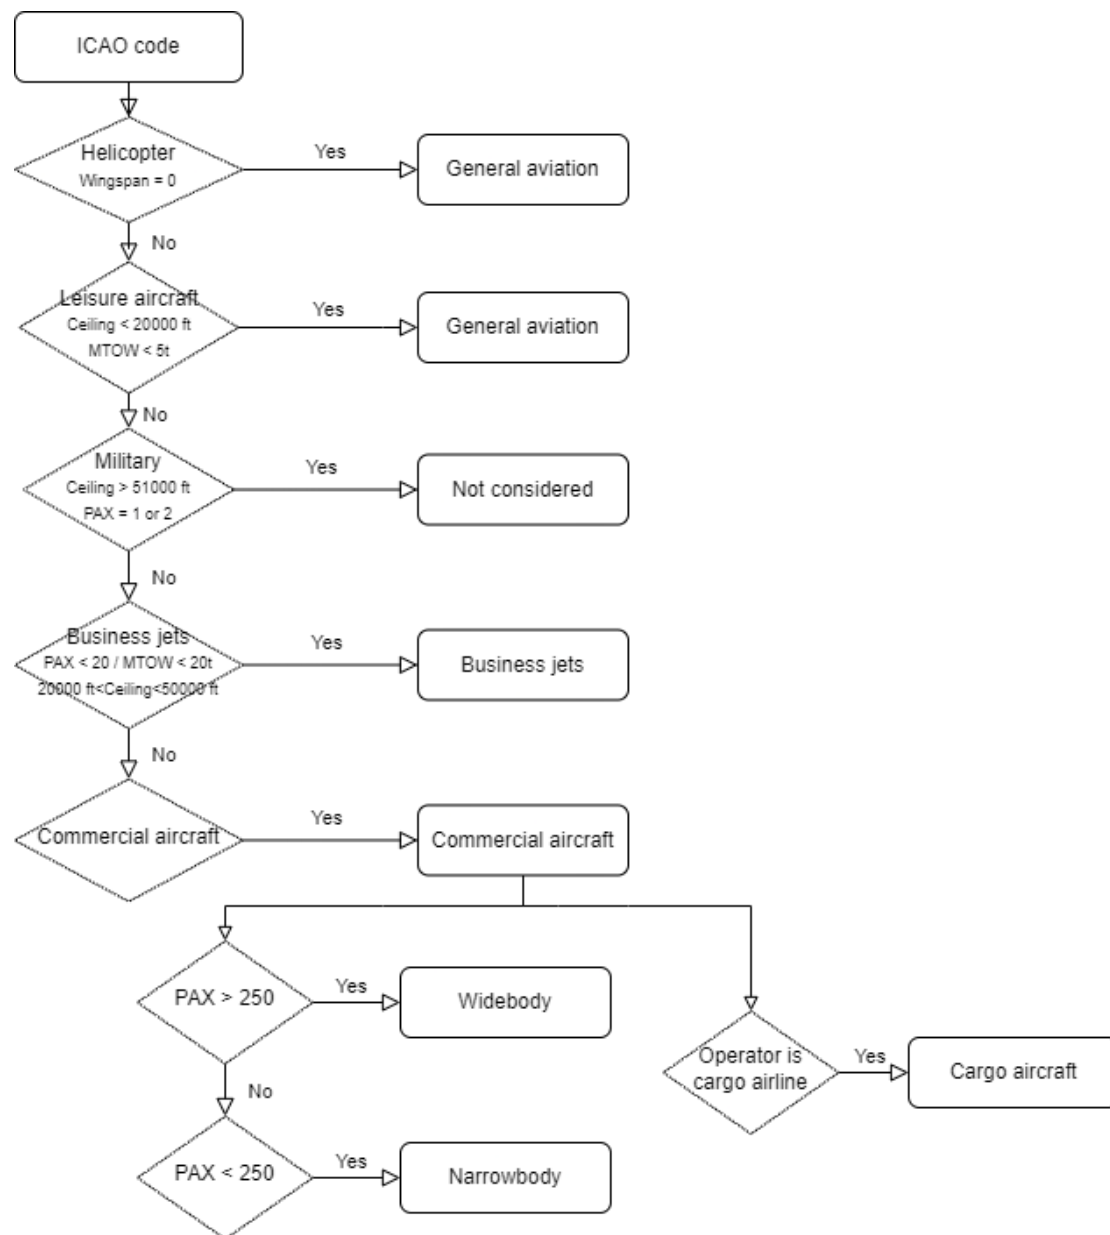 ICAO code
Helicopter
Wingspan = 0
Yes
General aviation
No
Leisure aircraft
Ceiling < 20000 ft
MTOW < 5t
Yes
General aviation
No
Military
Ceiling > 51000 ft
PAX = 1 or 2
Yes
Not considered
No
Business jets
PAX < 20 / MTOW < 20t
20000 ft<Ceiling<50000 ft
Yes
Business jets
No
Commercial aircraft
Yes
Commercial aircraft
PAX > 250
Yes
Widebody
Operator is
cargo airline
Yes
Cargo aircraft
No
PAX < 250
Yes
Narrowbody